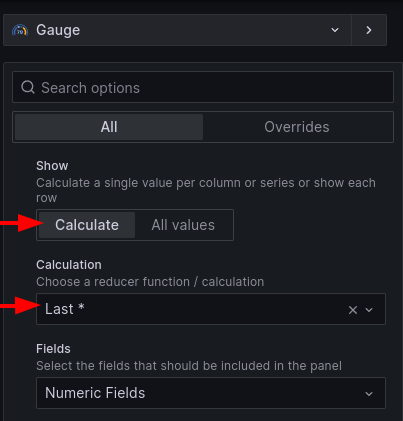 Gauge
Search options
All Overrides
Show
Calculate a single value per column or series or show each
row
Calculate All values
Calculation
Choose a reducer function / calculation
Last *
Fields
Select the fields that should be included in the panel
Numeric Fields